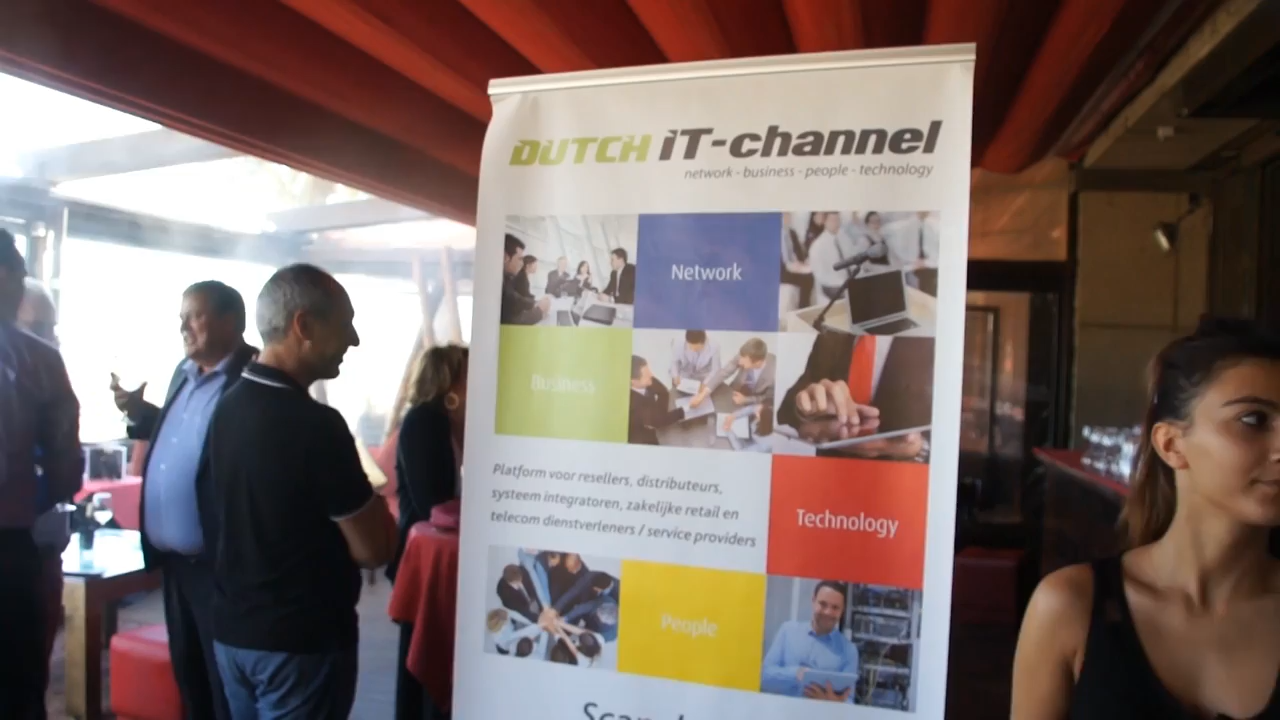 DUTCH iT-channel
network - business - people - technology
Network
Business
Platform voor resellers, distributeurs,
systeem integratoren, zakelijke retail en
telecom dienstverleners / service providers
Technology
People